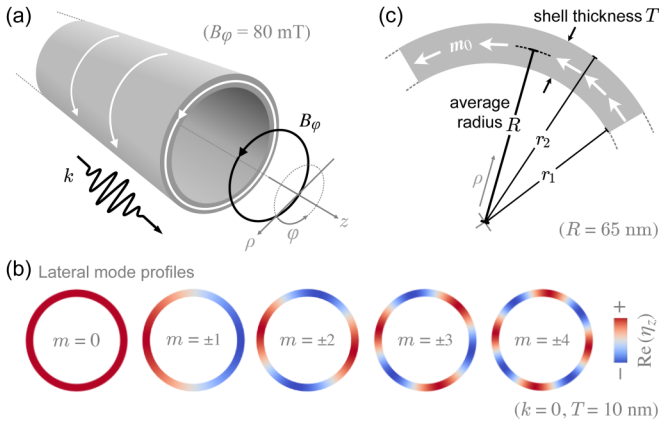 (a)
(Bφ = 80 mT)
Bφ
k
ρ
φ
z
(c)
shell thickness T
m₀
average
radius R
r₂
r₁
ρ
(R = 65 nm)
(b) Lateral mode profiles
m = 0
m = ±1
m = ±2
m = ±3
m = ±4
+
Re (ηz)
−
(k = 0, T = 10 nm)